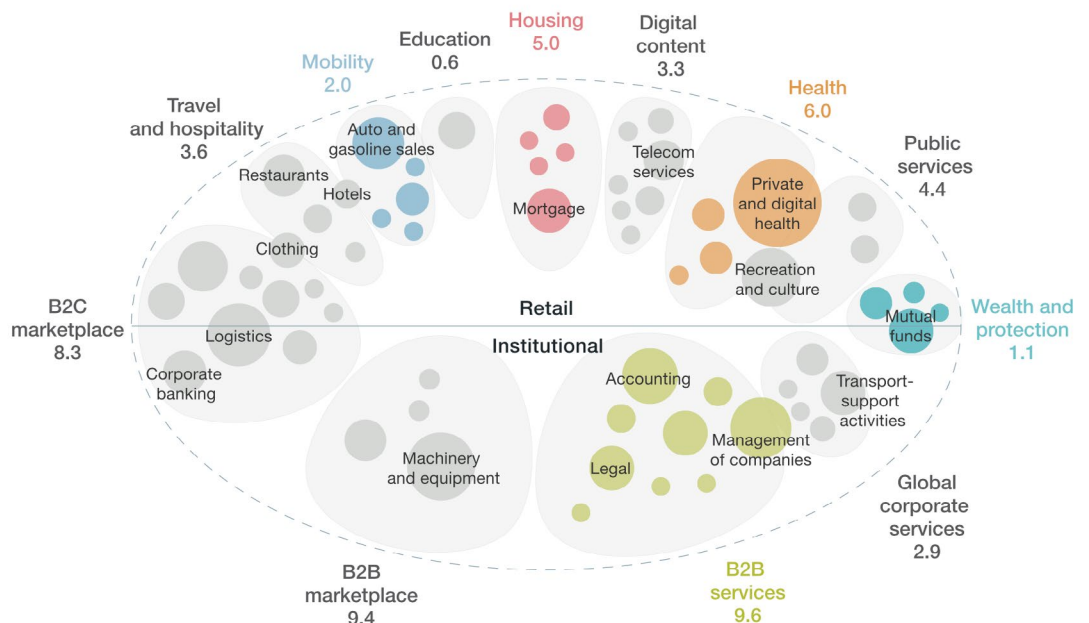 Housing
5.0
Education
0.6
Digital
content
3.3
Mobility
2.0
Health
6.0
Travel
and hospitality
3.6
Public
services
4.4
Auto and
gasoline sales
Restaurants
Hotels
Clothing
Mortgage
Telecom
services
Private
and digital
health
Recreation
and culture
B2C
marketplace
8.3
Logistics
Corporate
banking
Retail
Institutional
Mutual
funds
Wealth and
protection
1.1
Accounting
Transport-
support
activities
Machinery
and equipment
Legal
Management
of companies
Global
corporate
services
2.9
B2B
marketplace
9.4
B2B
services
9.6